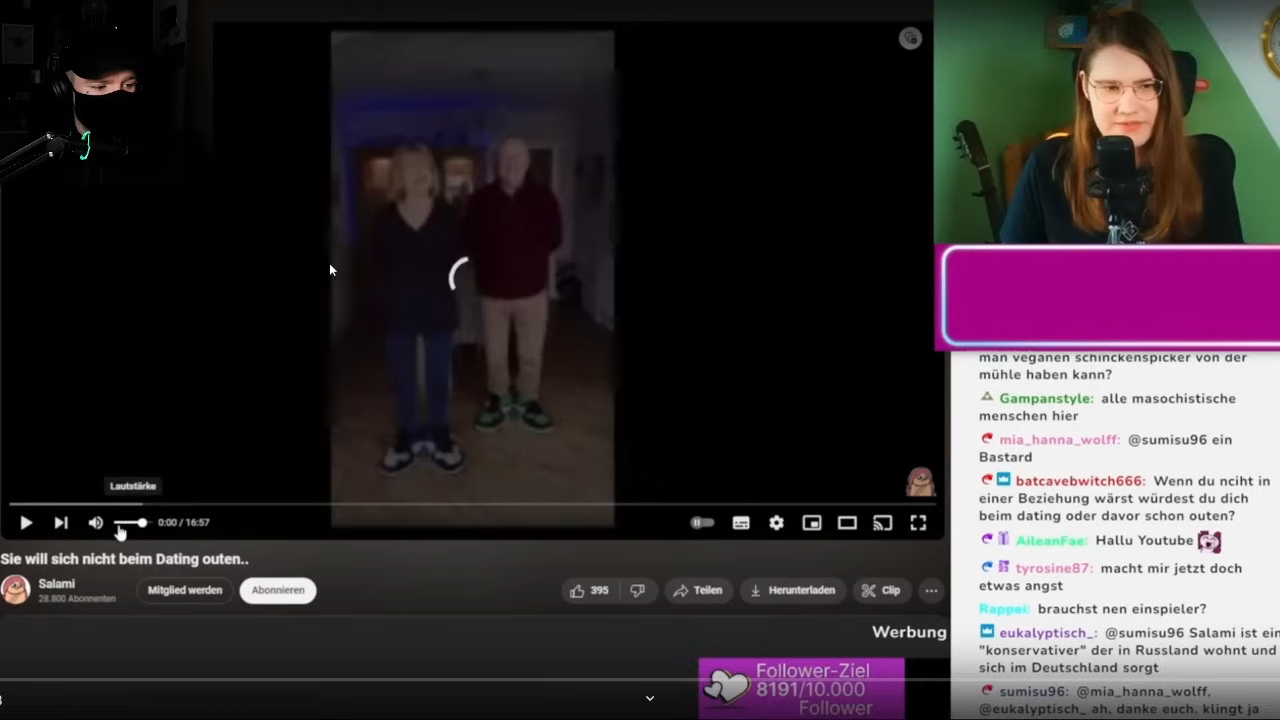 Lautstärke
0:00 / 16:57
Sie will sich nicht beim Dating outen..
Salami
28.800 Abonnenten
Mitglied werden
Abonnieren
395
Teilen
Herunterladen
Clip
Werbung
Follower-Ziel
8191/10.000
Follower
man veganen schinckenspicker von der
mühle haben kann?
Gampanstyle: alle masochistische
menschen hier
mia_hanna_wolff: @sumisu96 ein
Bastard
batcavebwitch666: Wenn du nciht in
einer Beziehung wärst würdest du dich
beim dating oder davor schon outen?
AileanFae: Hallu Youtube
tyrosine87: macht mir jetzt doch
etwas angst
Rappel: brauchst nen einspieler?
eukalyptisch_: @sumisu96 Salami ist ein
"konservativer" der in Russland wohnt und
sich im Deutschland sorgt
sumisu96: @mia_hanna_wolff,
@eukalyptisch_ ah, danke euch. klingt ja